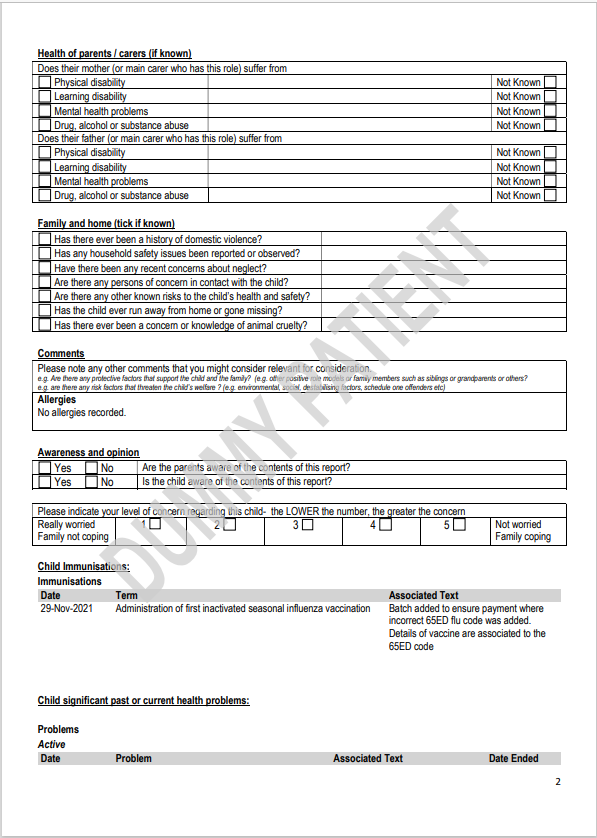 Health of parents / carers (if known)
Does their mother (or main carer who has this role) suffer from
Physical disability Not Known
Learning disability Not Known
Mental health problems Not Known
Drug, alcohol or substance abuse Not Known
Does their father (or main carer who has this role) suffer from
Physical disability Not Known
Learning disability Not Known
Mental health problems Not Known
Drug, alcohol or substance abuse Not Known
Family and home (tick if known)
Has there ever been a history of domestic violence?
Has any household safety issues been reported or observed?
Have there been any recent concerns about neglect?
Are there any persons of concern in contact with the child?
Are there any other known risks to the child's health and safety?
Has the child ever run away from home or gone missing?
Has there ever been a concern or knowledge of animal cruelty?
Comments
Please note any other comments that you might consider relevant for consideration.
e.g. Are there any protective factors that support the child and the family? (e.g. other positive role models or family members such as siblings or grandparents or others?
e.g. are there any risk factors that threaten the child's welfare ? (e.g. environmental, social, destabilising factors, schedule one offenders etc)
Allergies
No allergies recorded.
Awareness and opinion
Yes No Are the parents aware of the contents of this report?
Yes No Is the child aware of the contents of this report?
Please indicate your level of concern regarding this child- the LOWER the number, the greater the concern
Really worried 1 2 3 4 5 Not worried
Family not coping Family coping
Child Immunisations:
Immunisations
Date Term Associated Text
29-Nov-2021 Administration of first inactivated seasonal influenza vaccination Batch added to ensure payment where
incorrect 65ED flu code was added.
Details of vaccine are associated to the
65ED code
Child significant past or current health problems:
Problems
Active
Date Problem Associated Text Date Ended
2
DUMMY PATIENT